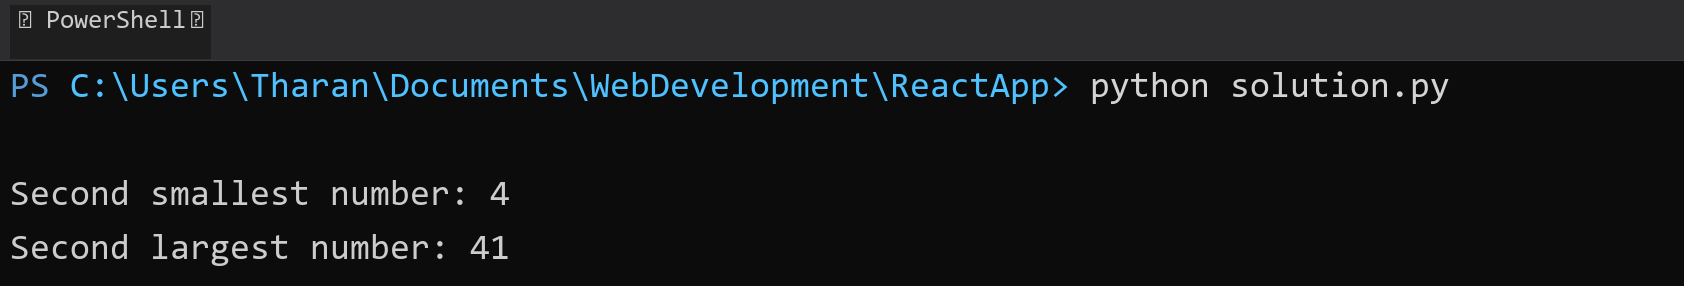 PowerShell
PS C:\Users\Tharan\Documents\WebDevelopment\ReactApp> python solution.py
Second smallest number: 4
Second largest number: 41